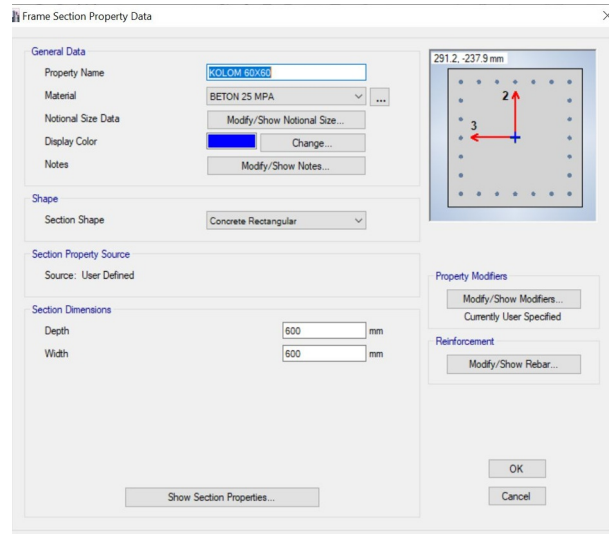 Frame Section Property Data
General Data
Property Name KOLOM 60X60
Material BETON 25 MPA ...
Notional Size Data Modify/Show Notional Size...
Display Color Change...
Notes Modify/Show Notes...
Shape
Section Shape Concrete Rectangular
Section Property Source
Source: User Defined
Section Dimensions
Depth 600 mm
Width 600 mm
Show Section Properties...
291.2, -237.9 mm
2
3
Property Modifiers
Modify/Show Modifiers...
Currently User Specified
Reinforcement
Modify/Show Rebar...
OK
Cancel